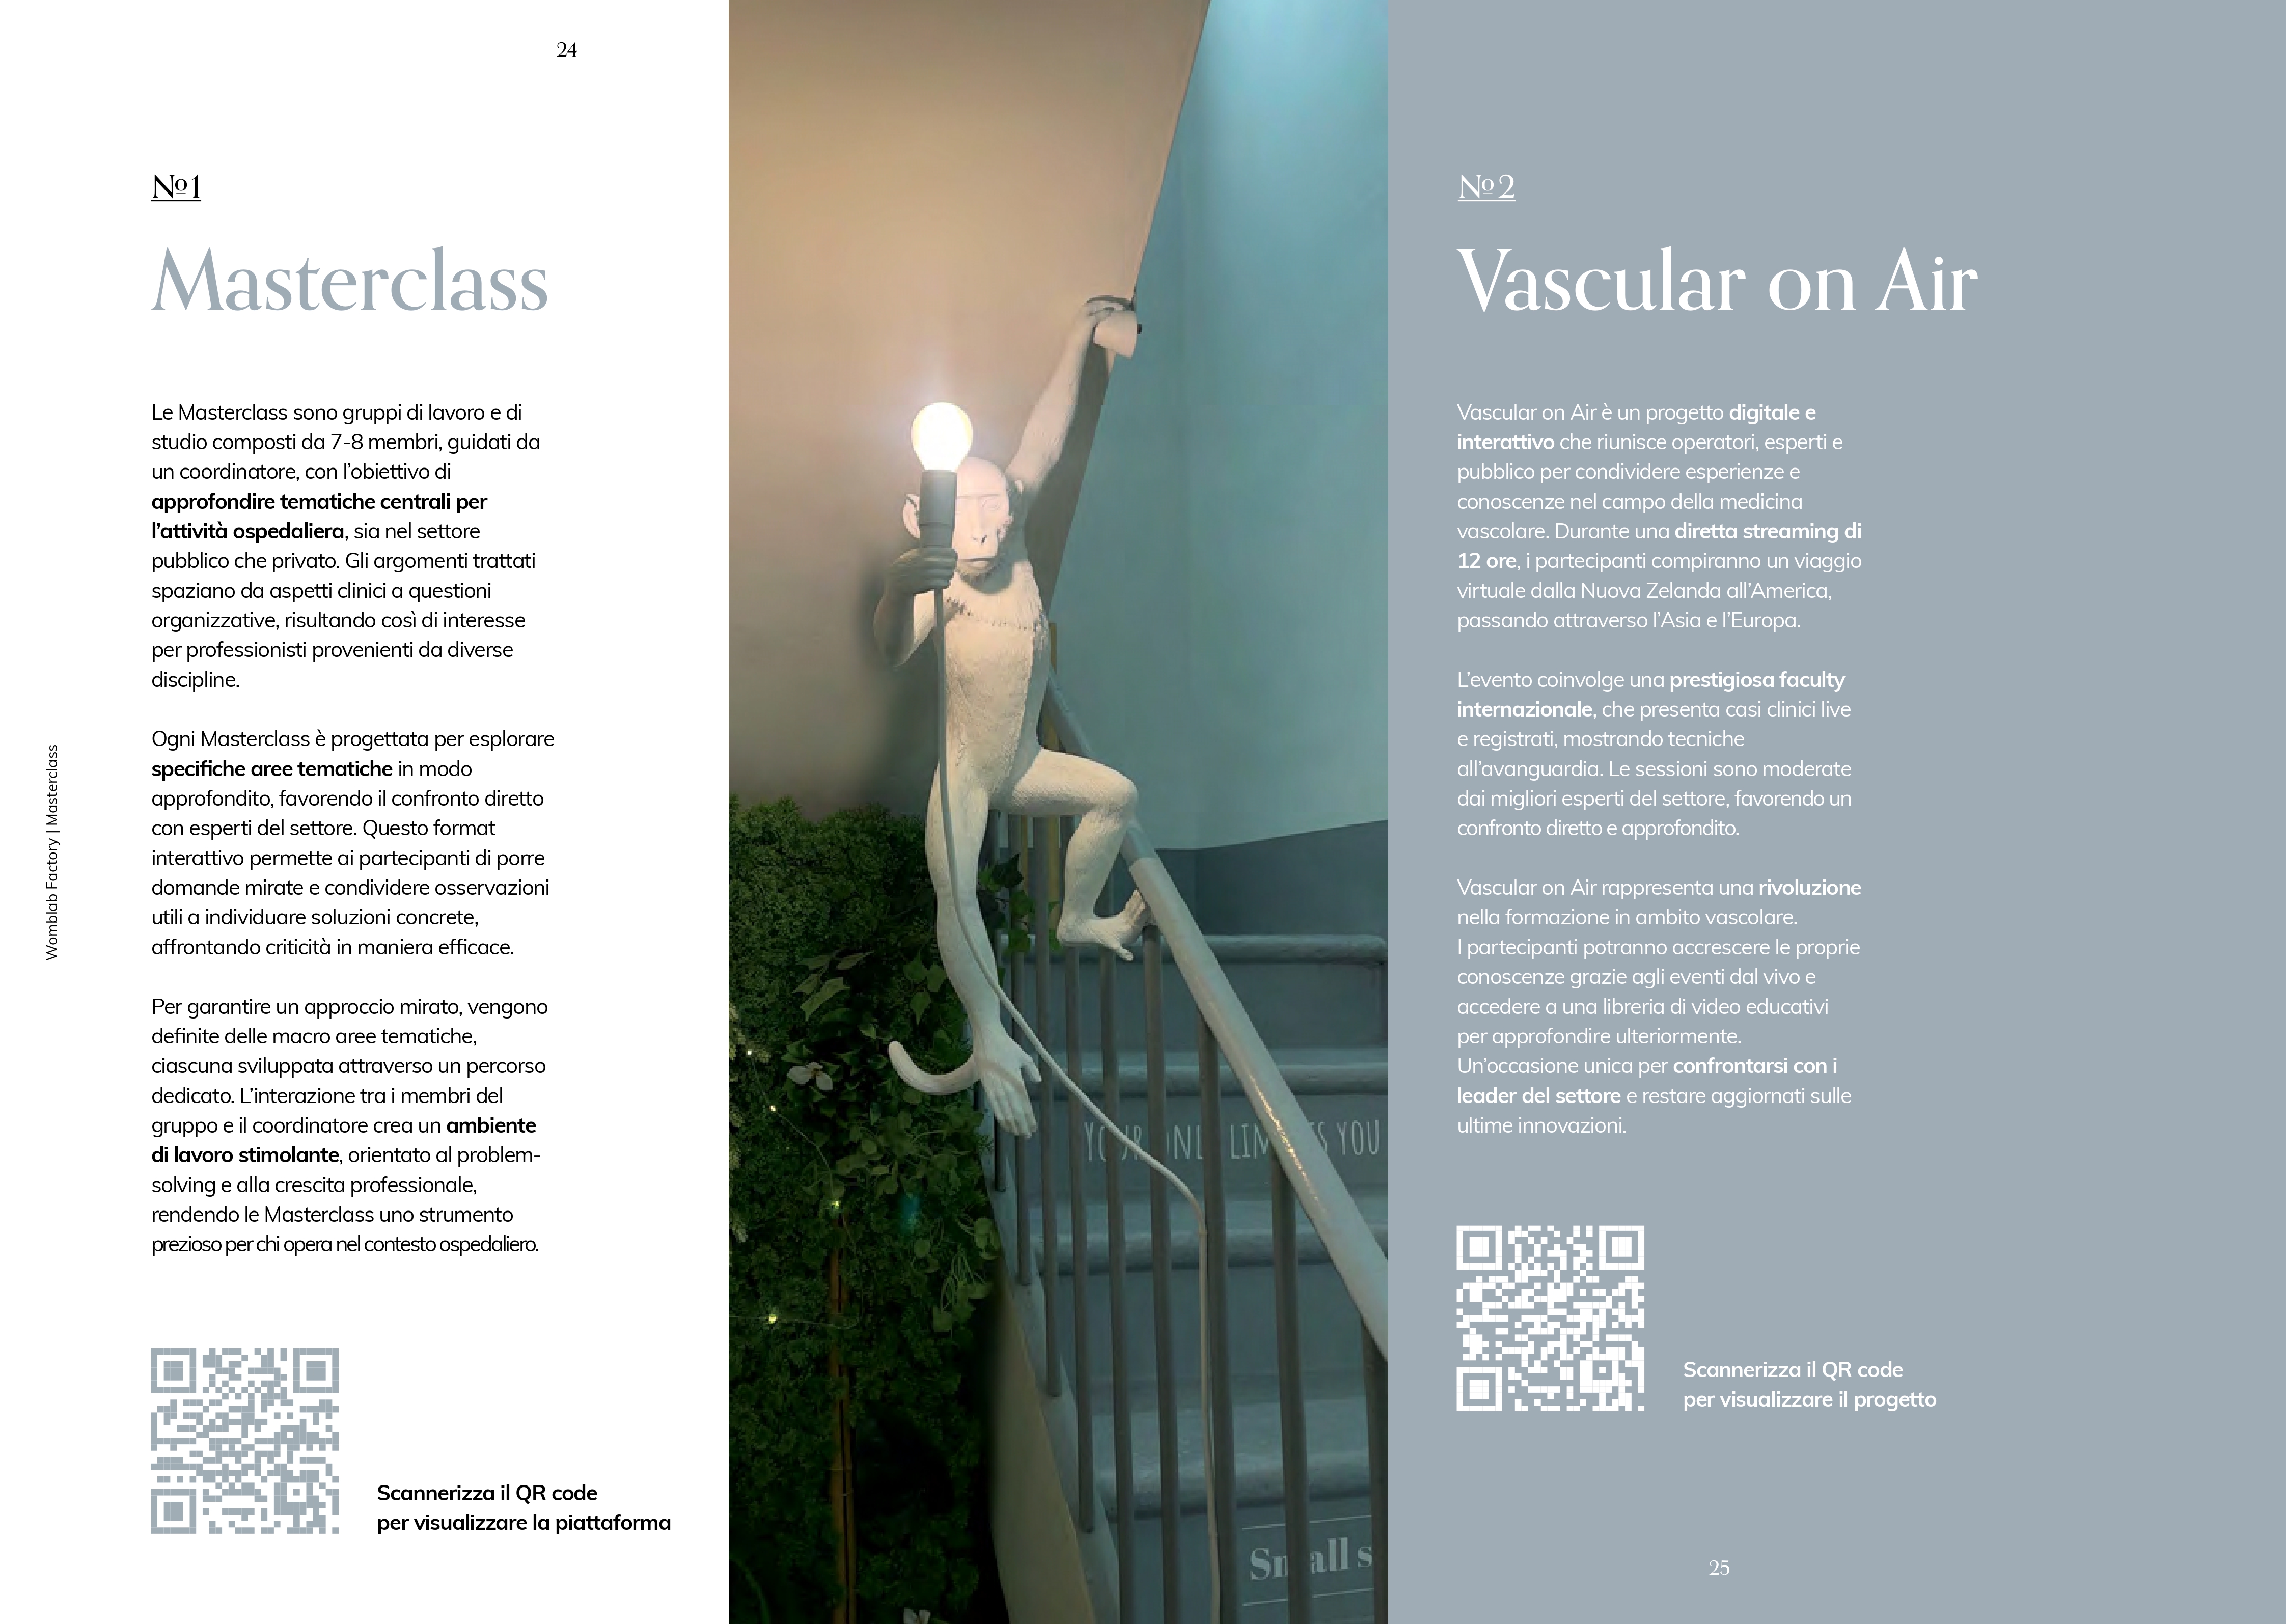 24
Nº1
Masterclass
Le Masterclass sono gruppi di lavoro e di
studio composti da 7-8 membri, guidati da
un coordinatore, con l’obiettivo di
approfondire tematiche centrali per
l’attività ospedaliera, sia nel settore
pubblico che privato. Gli argomenti trattati
spaziano da aspetti clinici a questioni
organizzative, risultando così di interesse
per professionisti provenienti da diverse
discipline.
Ogni Masterclass è progettata per esplorare
specifiche aree tematiche in modo
approfondito, favorendo il confronto diretto
con esperti del settore. Questo format
interattivo permette ai partecipanti di porre
domande mirate e condividere osservazioni
utili a individuare soluzioni concrete,
affrontando criticità in maniera efficace.
Per garantire un approccio mirato, vengono
definite delle macro aree tematiche,
ciascuna sviluppata attraverso un percorso
dedicato. L’interazione tra i membri del
gruppo e il coordinatore crea un ambiente
di lavoro stimolante, orientato al problem-
solving e alla crescita professionale,
rendendo le Masterclass uno strumento
prezioso per chi opera nel contesto ospedaliero.
Scannerizza il QR code
per visualizzare la piattaforma
Womblab Factory | Masterclass
YOU
Nº2
Vascular on Air
Vascular on Air è un progetto digitale e
interattivo che riunisce operatori, esperti e
pubblico per condividere esperienze e
conoscenze nel campo della medicina
vascolare. Durante una diretta streaming di
12 ore, i partecipanti compiranno un viaggio
virtuale dalla Nuova Zelanda all’America,
passando attraverso l’Asia e l’Europa.
L’evento coinvolge una prestigiosa faculty
internazionale, che presenta casi clinici live
e registrati, mostrando tecniche
all’avanguardia. Le sessioni sono moderate
dai migliori esperti del settore, favorendo un
confronto diretto e approfondito.
Vascular on Air rappresenta una rivoluzione
nella formazione in ambito vascolare.
I partecipanti potranno accrescere le proprie
conoscenze grazie agli eventi dal vivo e
accedere a una libreria di video educativi
per approfondire ulteriormente.
Un’occasione unica per confrontarsi con i
leader del settore e restare aggiornati sulle
ultime innovazioni.
Scannerizza il QR code
per visualizzare il progetto
25